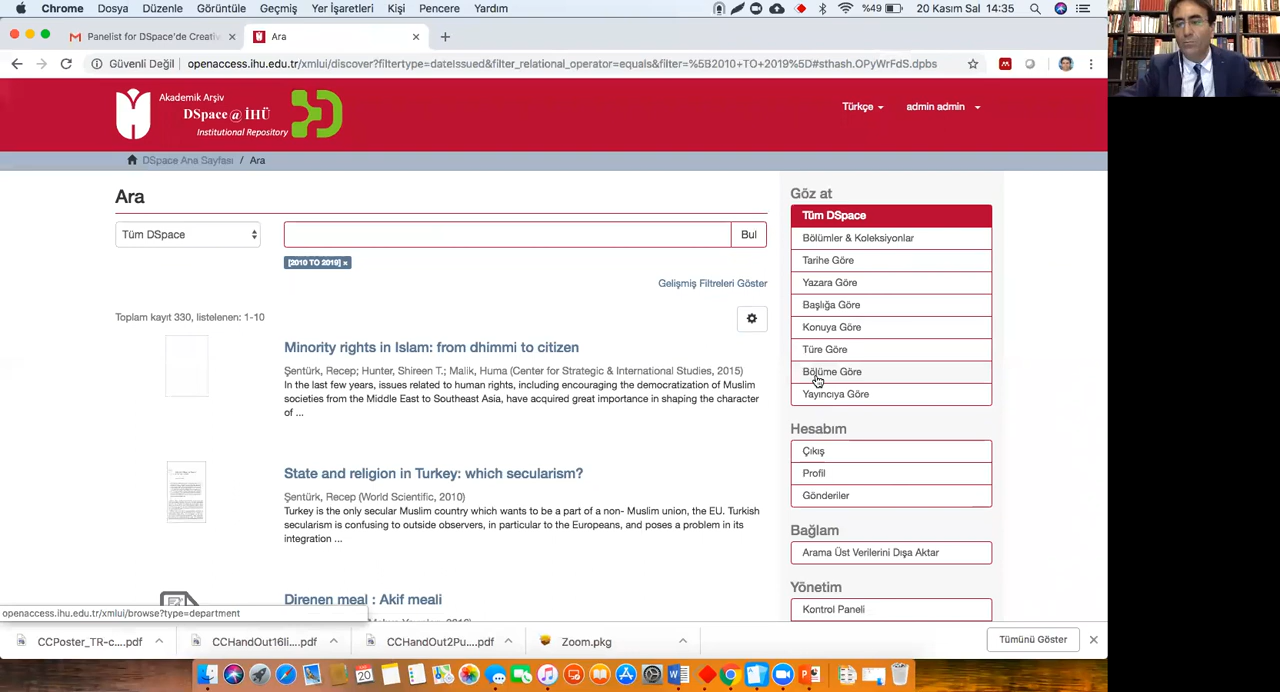 Chrome Dosya Düzenle Görüntüle Geçmiş Yer İşaretleri Kişi Pencere Yardım %49 20 Kasım Sal 14:35
Panelist for DSpace'de Creativ
Ara
Güvenli Değil openaccess.ihu.edu.tr/xmlui/discover?filtertype=dateIssued&filter_relational_operator=equals&filter=%5B2010+TO+2019%5D#sthash.OPyWrFdS.dpbs
Akademik Arşiv
DSpace @ İHÜ
Institutional Repository
Türkçe
admin admin
DSpace Ana Sayfası / Ara
Ara
Tüm DSpace
Bul
[2010 TO 2019] ×
Gelişmiş Filtreleri Göster
Toplam kayıt 330, listelenen: 1-10
Minority rights in Islam: from dhimmi to citizen
Şentürk, Recep; Hunter, Shireen T.; Malik, Huma (Center for Strategic & International Studies, 2015)
In the last few years, issues related to human rights, including encouraging the democratization of Muslim
societies from the Middle East to Southeast Asia, have acquired great importance in shaping the character
of ...
State and religion in Turkey: which secularism?
Şentürk, Recep (World Scientific, 2010)
Turkey is the only secular Muslim country which wants to be a part of a non- Muslim union, the EU. Turkish
secularism is confusing to outside observers, in particular to the Europeans, and poses a problem in its
integration ...
Direnen meal : Akif meali
Göz at
Tüm DSpace
Bölümler & Koleksiyonlar
Tarihe Göre
Yazara Göre
Başlığa Göre
Konuya Göre
Türe Göre
Bölüme Göre
Yayıncıya Göre
Hesabım
Çıkış
Profil
Gönderiler
Bağlam
Arama Üst Verilerini Dışa Aktar
Yönetim
Kontrol Paneli
openaccess.ihu.edu.tr/xmlui/browse?type=department
CCPoster_TR-c....pdf
CCHandOut16li....pdf
CCHandOut2Pu....pdf
Zoom.pkg
Tümünü Göster
20